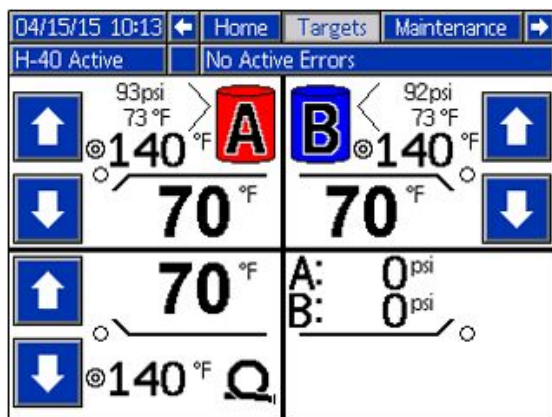 04/15/15 10:13 Home Targets Maintenance
H-40 Active No Active Errors
93psi
73 °F
140 °F
A
70 °F
B
92psi
73 °F
140 °F
70 °F
70 °F
140 °F
A: 0psi
B: 0psi